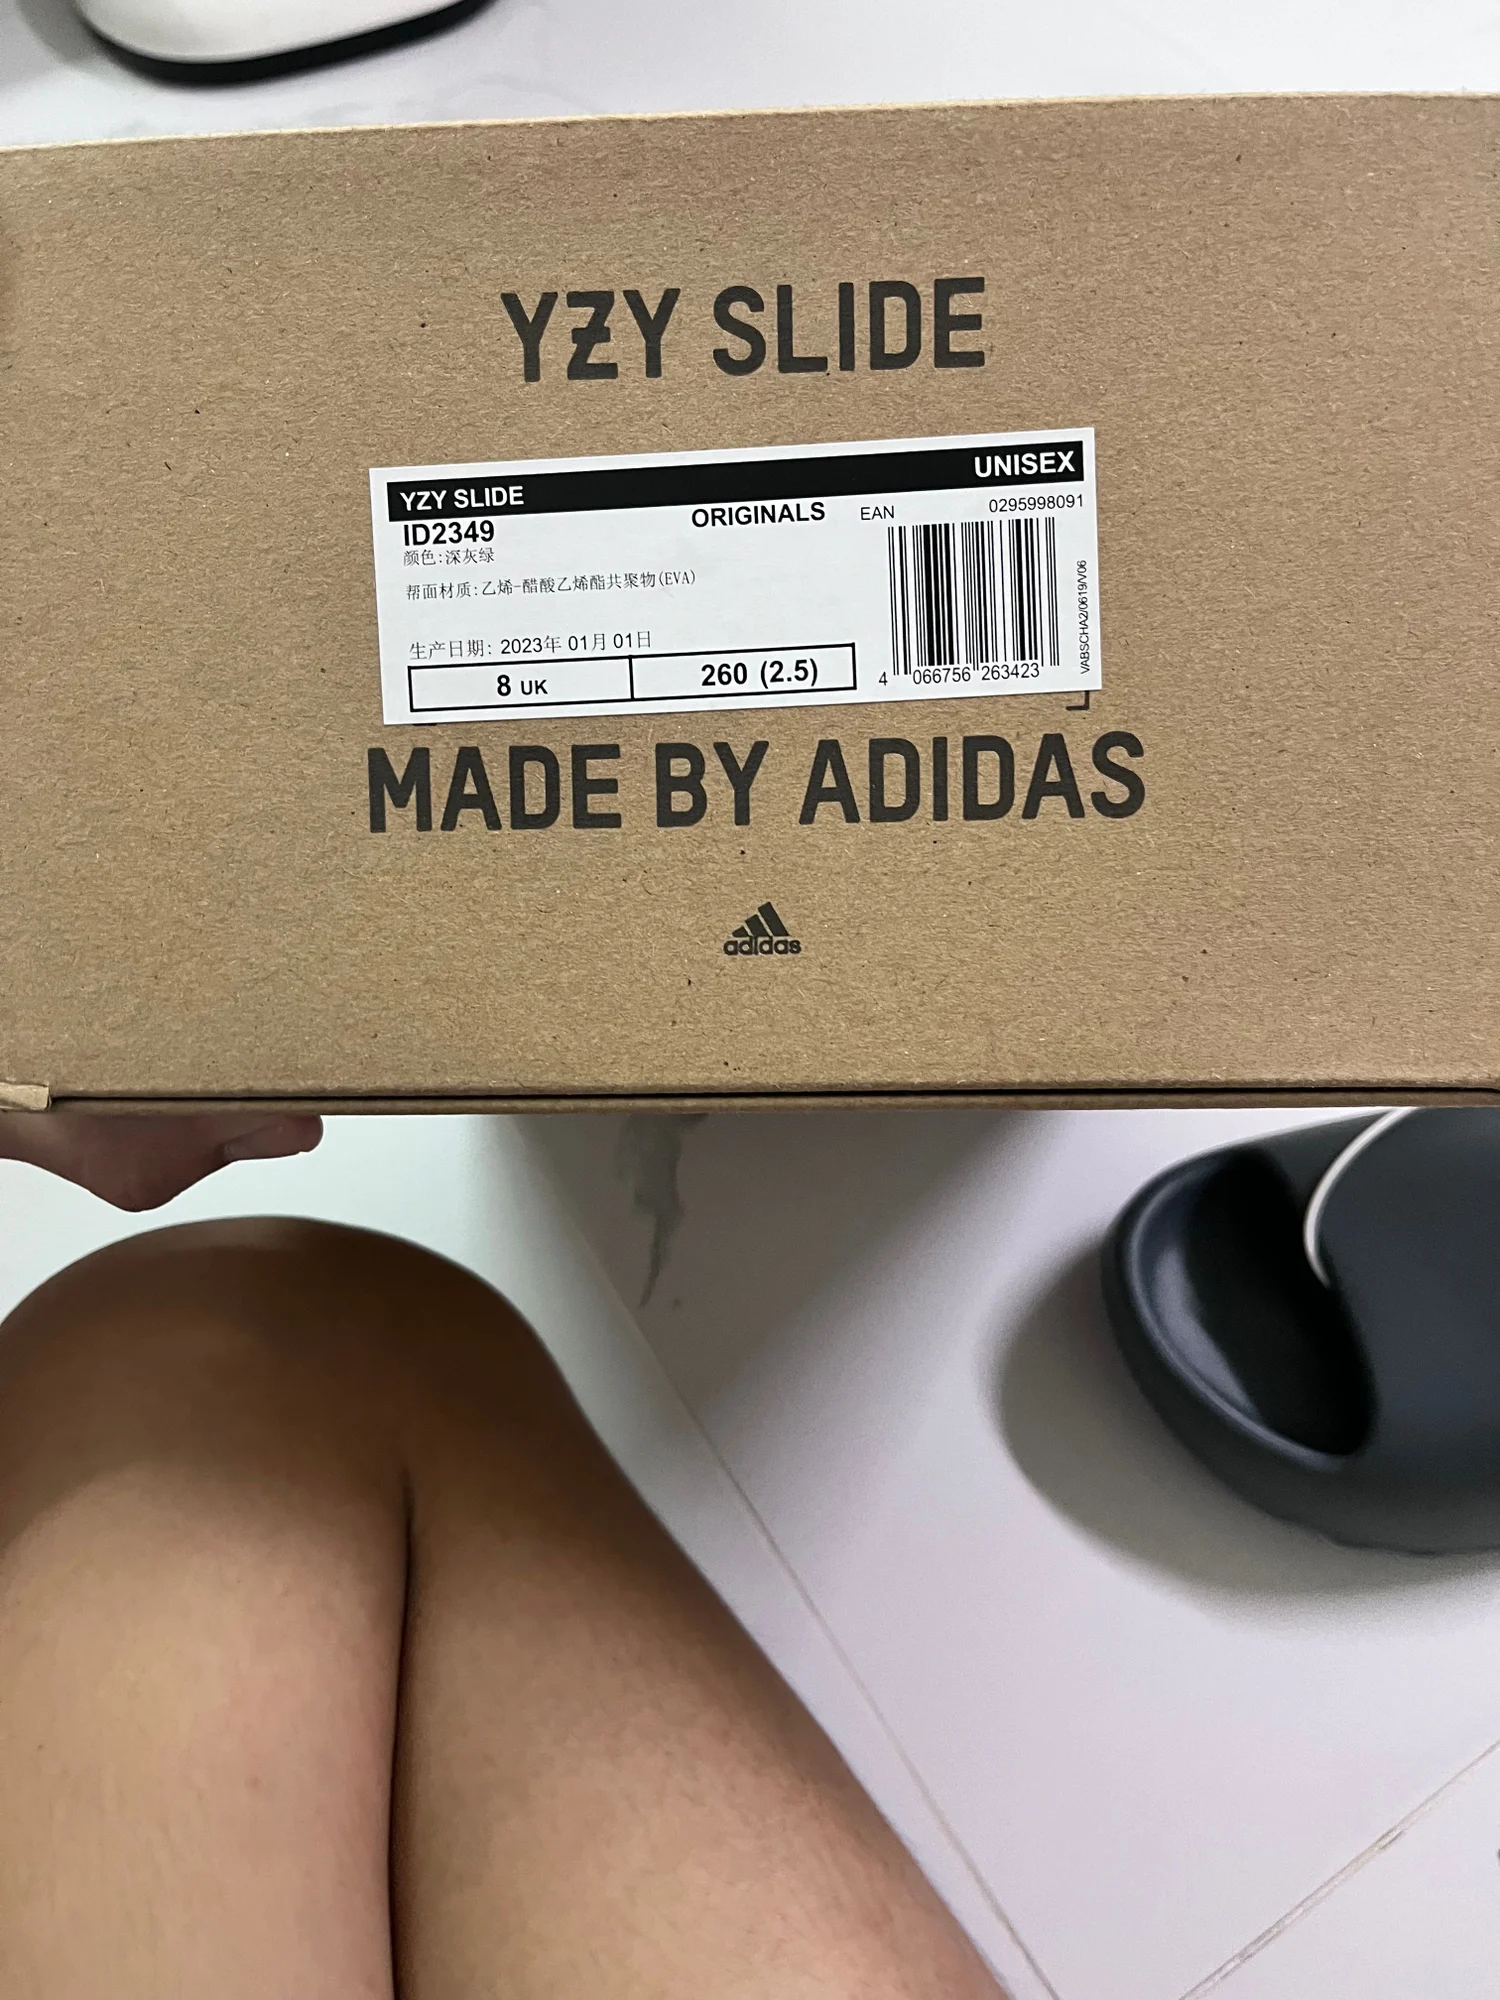 YZY SLIDE
YZY SLIDE UNISEX
ID2349 ORIGINALS EAN 0295998091
颜色:深灰绿
帮面材质:乙烯-醋酸乙烯酯共聚物(EVA)
生产日期: 2023年 01月 01日
8 UK 260 (2.5)
4 066756 263423
VABSCHA2/0619/V06
MADE BY ADIDAS
adidas